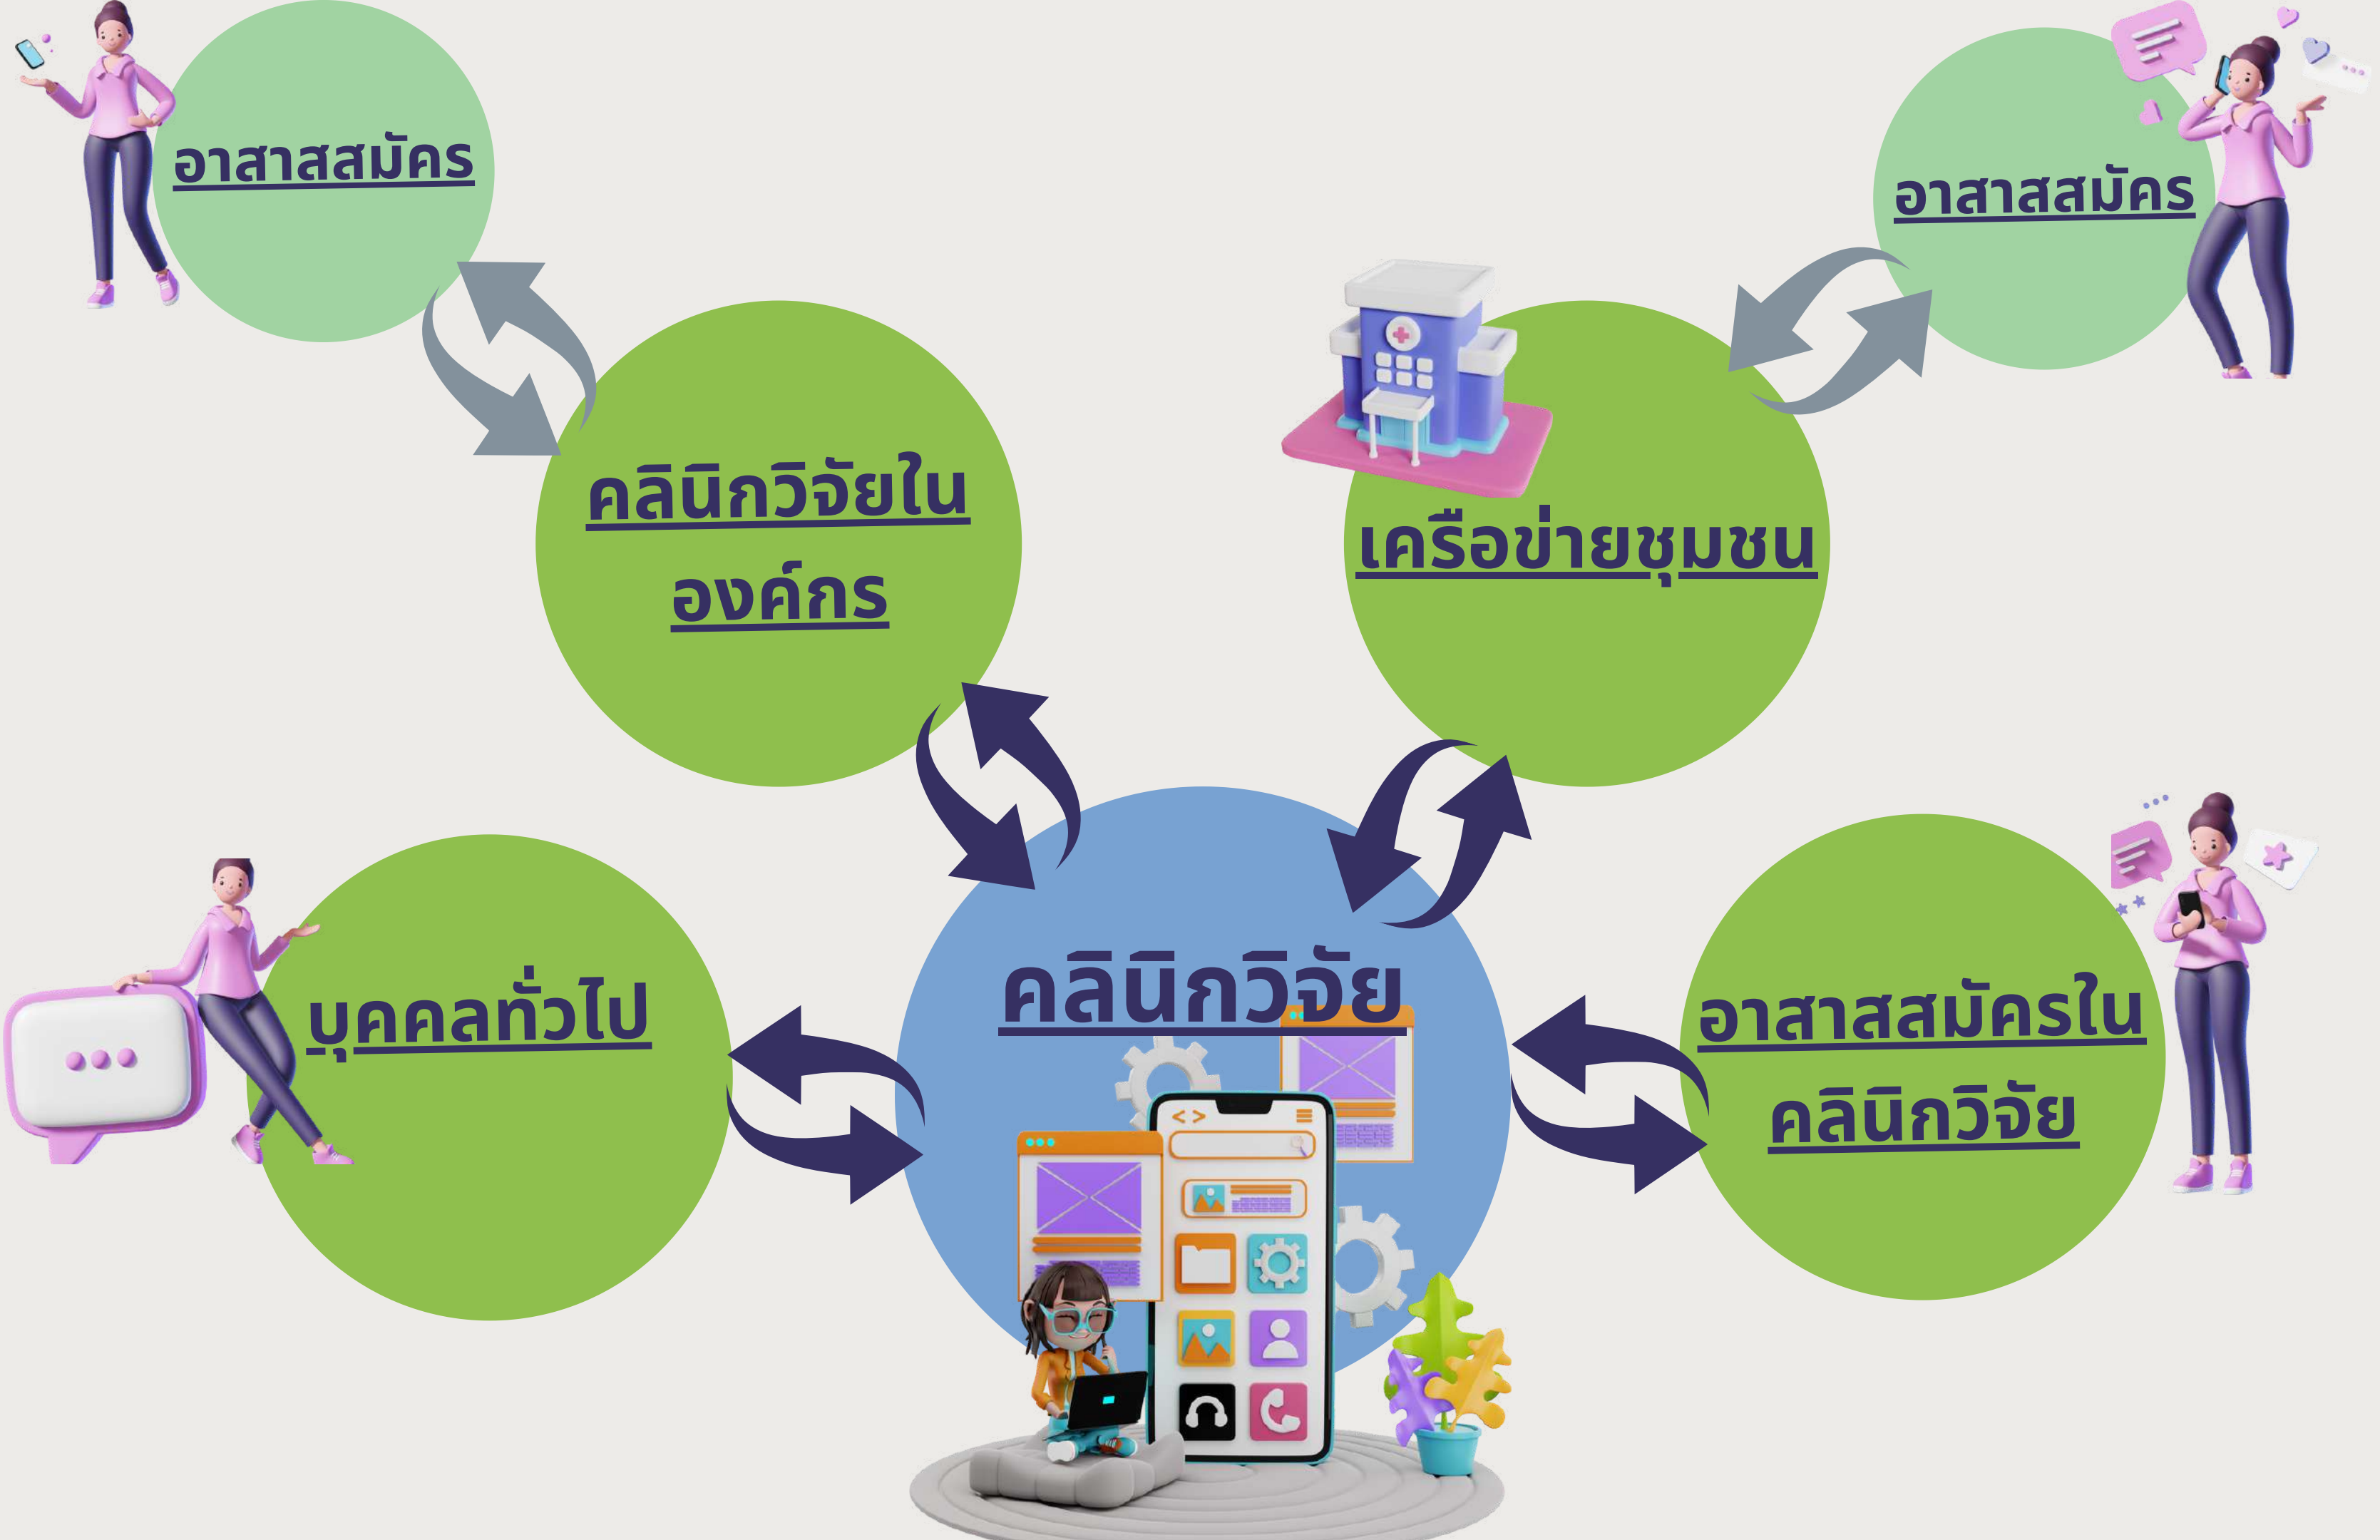 อาสาสสมัคร
อาสาสสมัคร
คลินิกวิจัยใน
องค์กร
เครือข่ายชุมชน
บุคคลทั่วไป
คลินิกวิจัย
อาสาสสมัครใน
คลินิกวิจัย